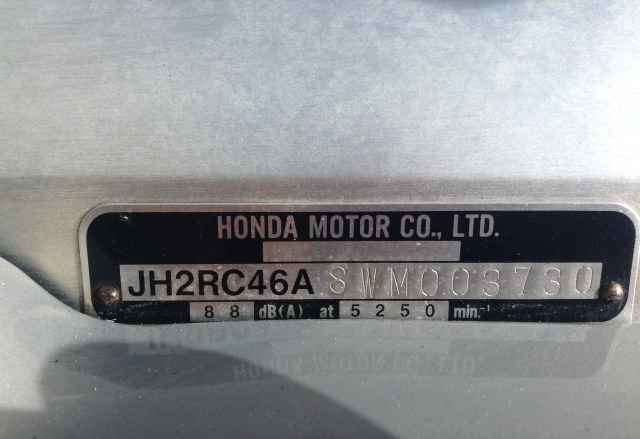 HONDA MOTOR CO., LTD.
JH2RC46A 8WM003730
88 dB(A) at 5250 min.-1